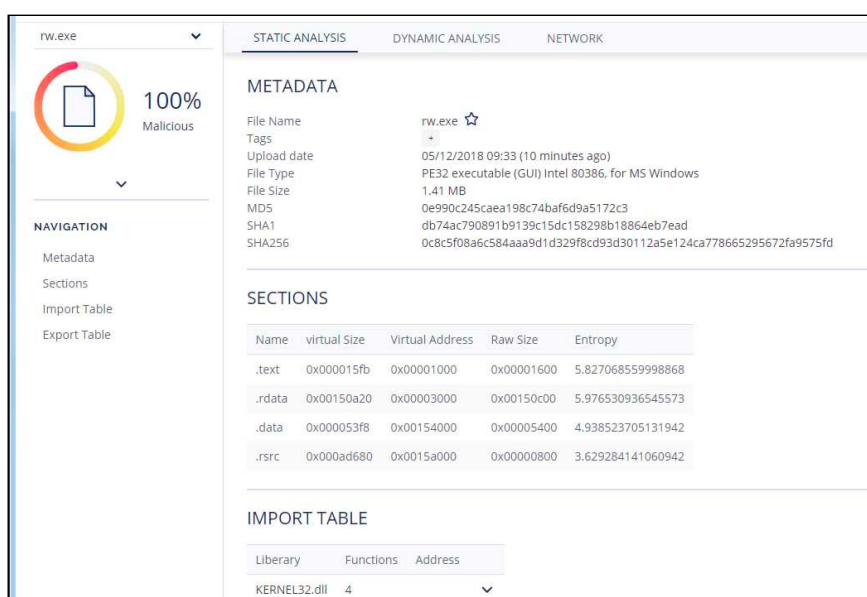 rw.exe
100%
Malicious
NAVIGATION
Metadata
Sections
Import Table
Export Table
STATIC ANALYSIS DYNAMIC ANALYSIS NETWORK
METADATA
File Name rw.exe
Tags +
Upload date 05/12/2018 09:33 (10 minutes ago)
File Type PE32 executable (GUI) Intel 80386, for MS Windows
File Size 1.41 MB
MD5 0e990c245caea198c74baf6d9a5172c3
SHA1 db74ac790891b9139c15dc158298b18864eb7ead
SHA256 0c8c5f08a6c584aaa9d1d329f8cd93d30112a5e124ca778665295672fa9575fd
SECTIONS
Name virtual Size Virtual Address Raw Size Entropy
.text 0x000015fb 0x00001000 0x00001600 5.827068559998868
.rdata 0x00150a20 0x00003000 0x00150c00 5.976530936545573
.data 0x000053f8 0x00154000 0x00005400 4.938523705131942
.rsrc 0x000ad680 0x0015a000 0x00000800 3.629284141060942
IMPORT TABLE
Liberary Functions Address
KERNEL32.dll 4